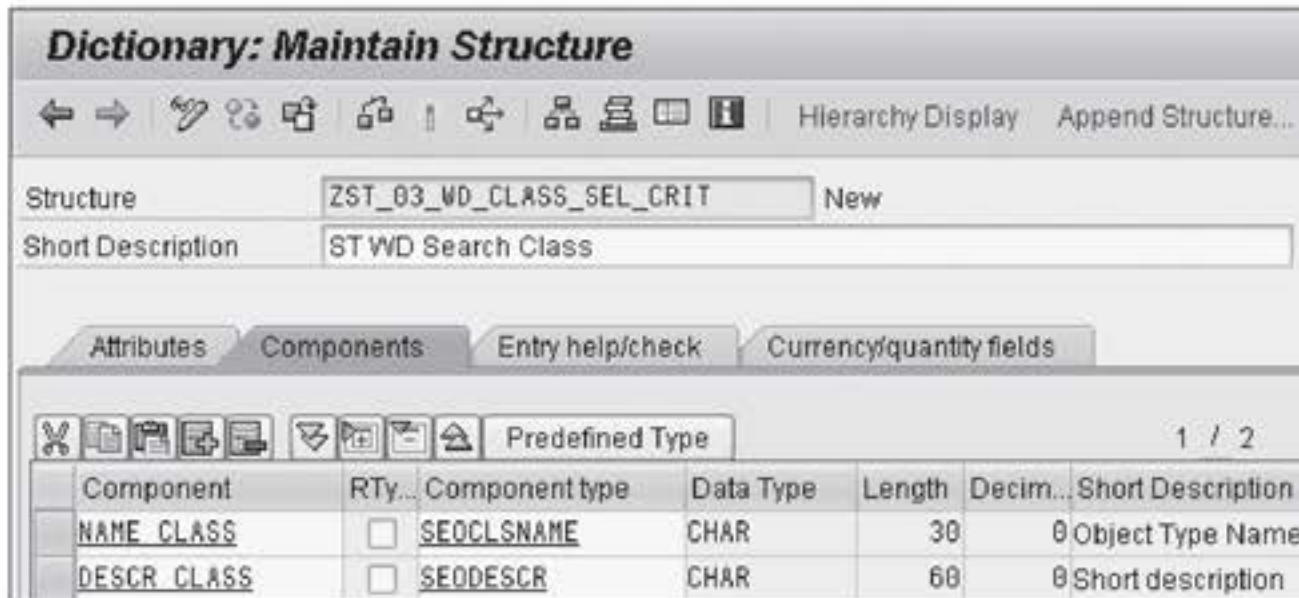 Dictionary: Maintain Structure
Hierarchy Display Append Structure...
Structure ZST_03_WD_CLASS_SEL_CRIT New
Short Description ST WD Search Class
Attributes Components Entry help/check Currency/quantity fields
Predefined Type 1 / 2
Component RTy... Component type Data Type Length Decim... Short Description
NAME_CLASS SEOCLSNAME CHAR 30 0 Object Type Name
DESCR_CLASS SEODESCR CHAR 60 0 Short description